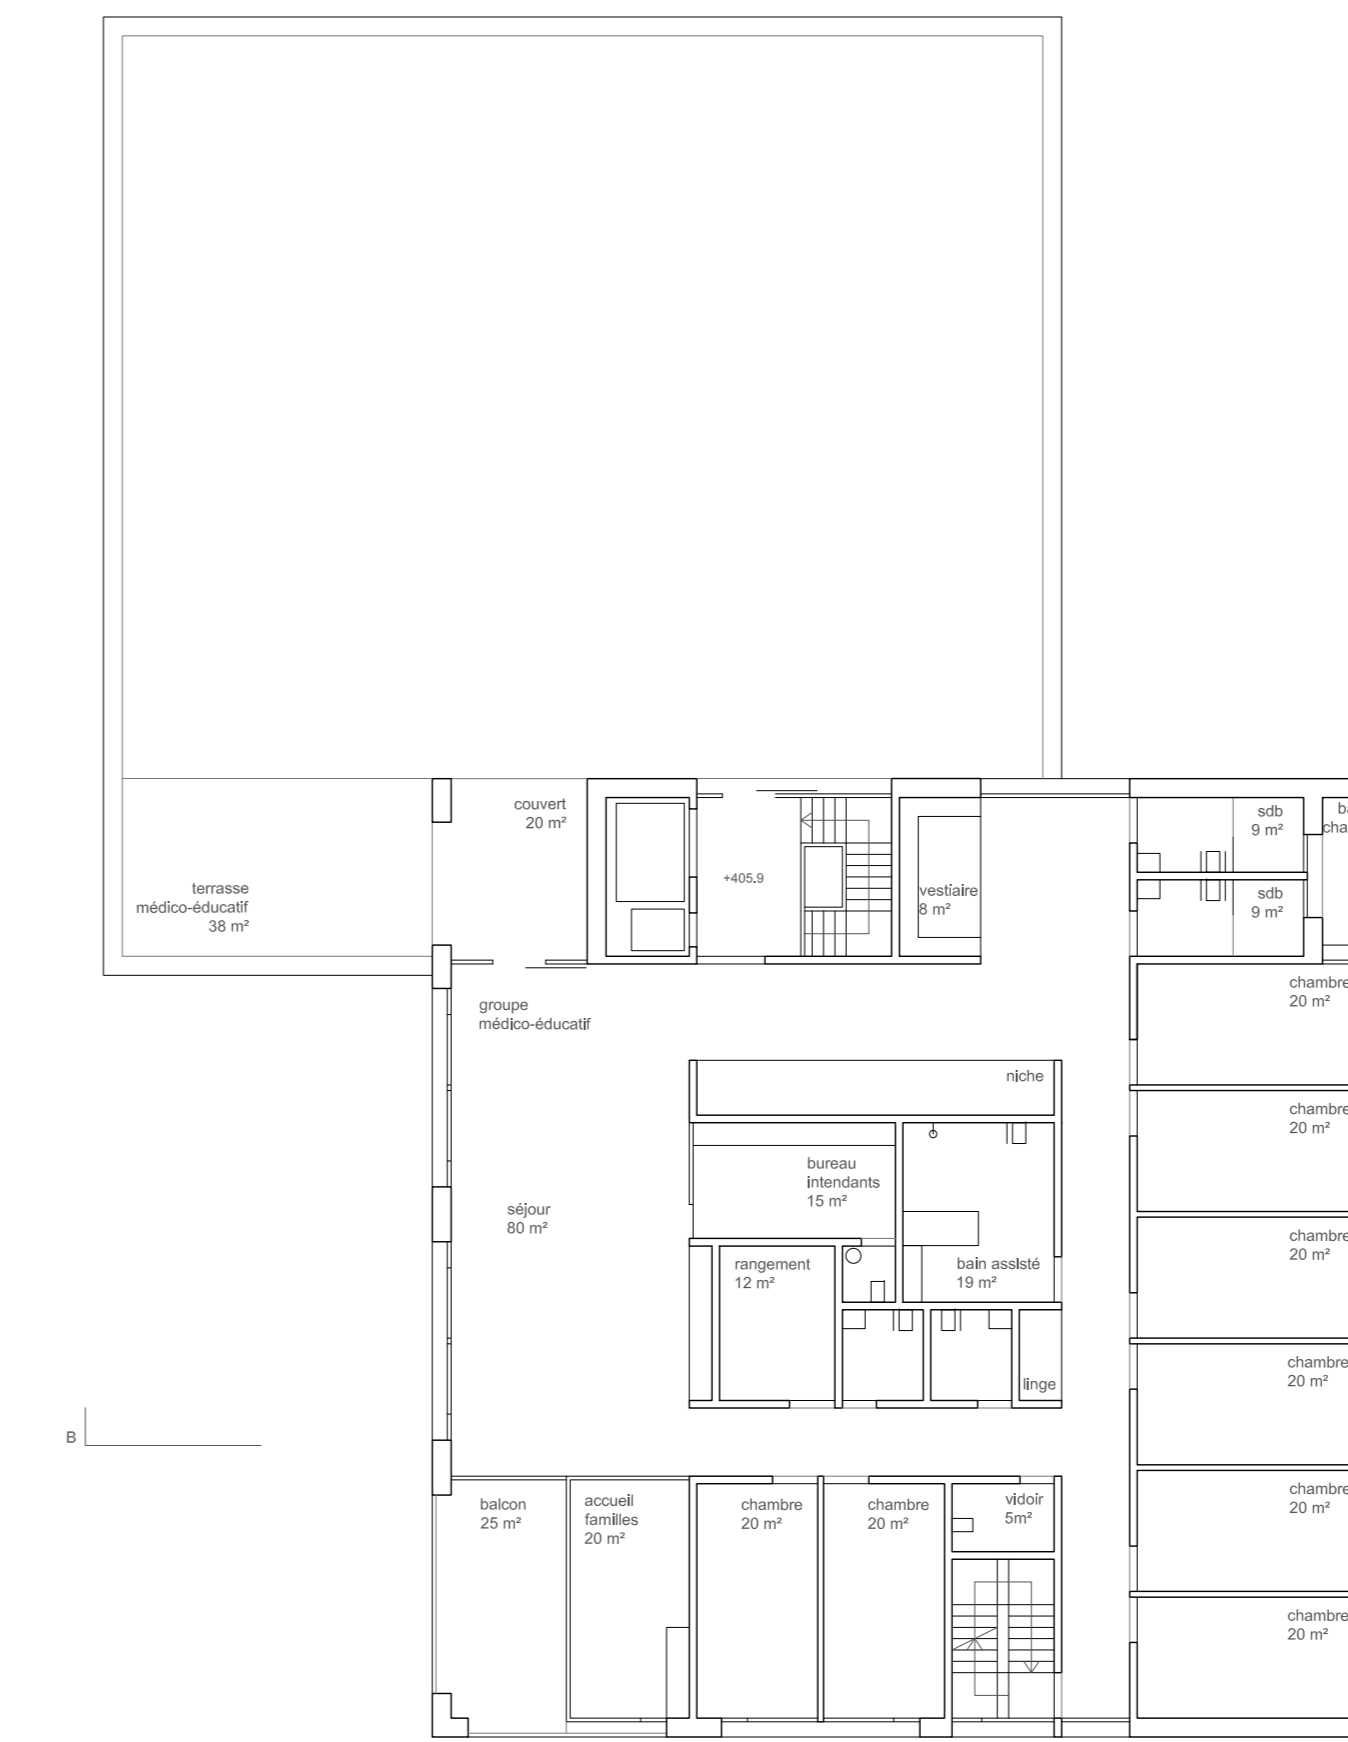 couvert
20 m²
terrasse
médico-éducatif
38 m²
+405.9
vestiaire
8 m²
sdb
9 m²
sdb
9 m²
groupe
médico-éducatif
chambre
20 m²
niche
chambre
20 m²
bureau
intendants
15 m²
séjour
80 m²
chambre
20 m²
rangement
12 m²
bain assisté
19 m²
linge
chambre
20 m²
B
balcon
25 m²
accueil
familles
20 m²
chambre
20 m²
chambre
20 m²
vidoir
5m²
chambre
20 m²
chambre
20 m²